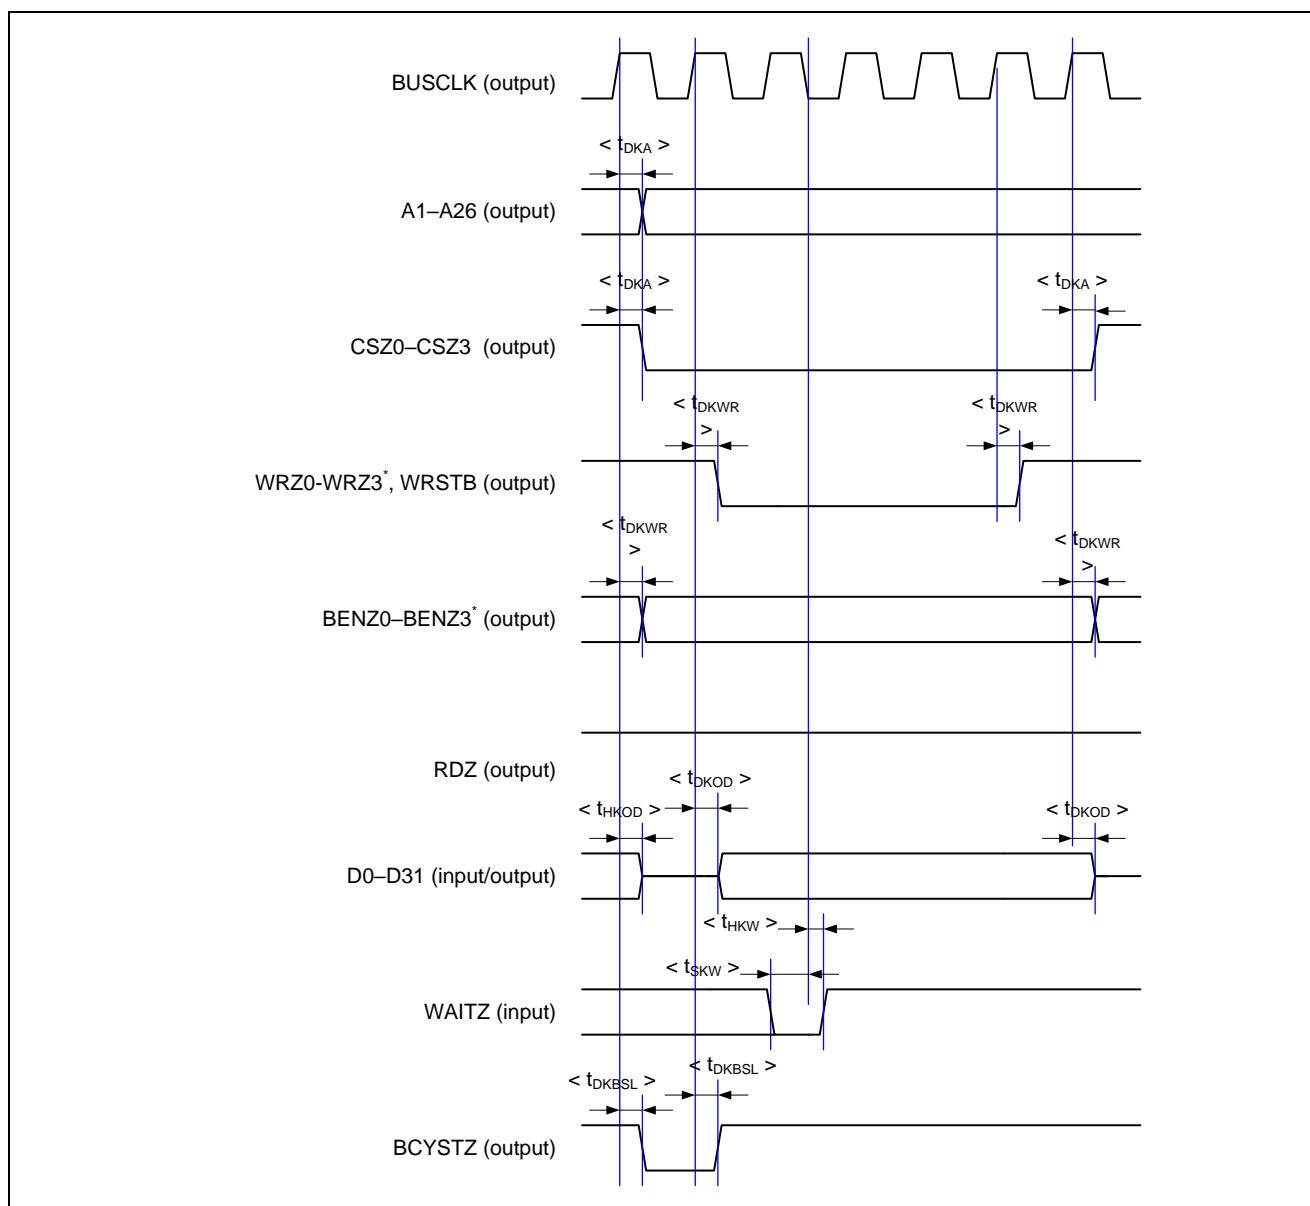 BUSCLK (output)
< tDKA >
A1–A26 (output)
< tDKA >
< tDKA >
CSZ0–CSZ3 (output)
< tDKWR
>
< tDKWR
>
WRZ0-WRZ3*, WRSTB (output)
< tDKWR
>
< tDKWR
>
BENZ0–BENZ3* (output)
RDZ (output)
< tDKOD >
< tHKOD >
< tDKOD >
D0–D31 (input/output)
< tHKW >
< tSKW >
WAITZ (input)
< tDKBSL >
< tDKBSL >
BCYSTZ (output)